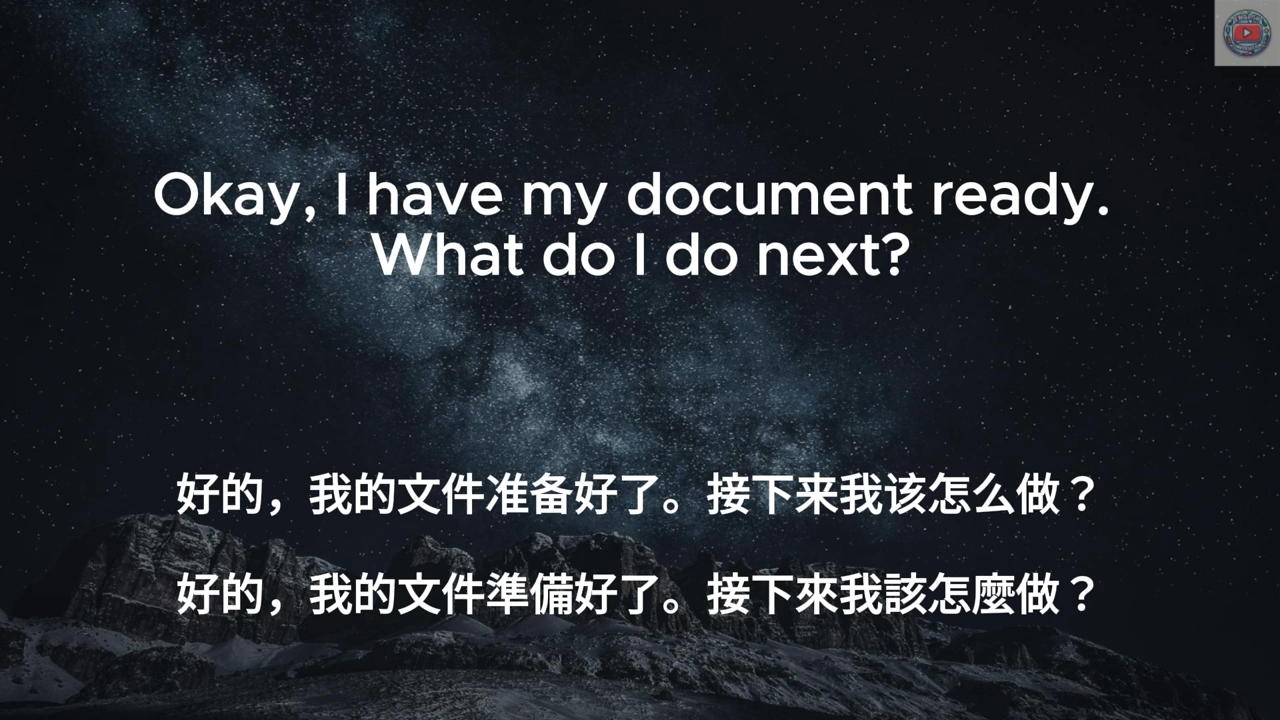 Okay, I have my document ready.
What do I do next?
好的，我的文件准备好了。接下来我该怎么做？
好的，我的文件準備好了。接下來我該怎麼做？